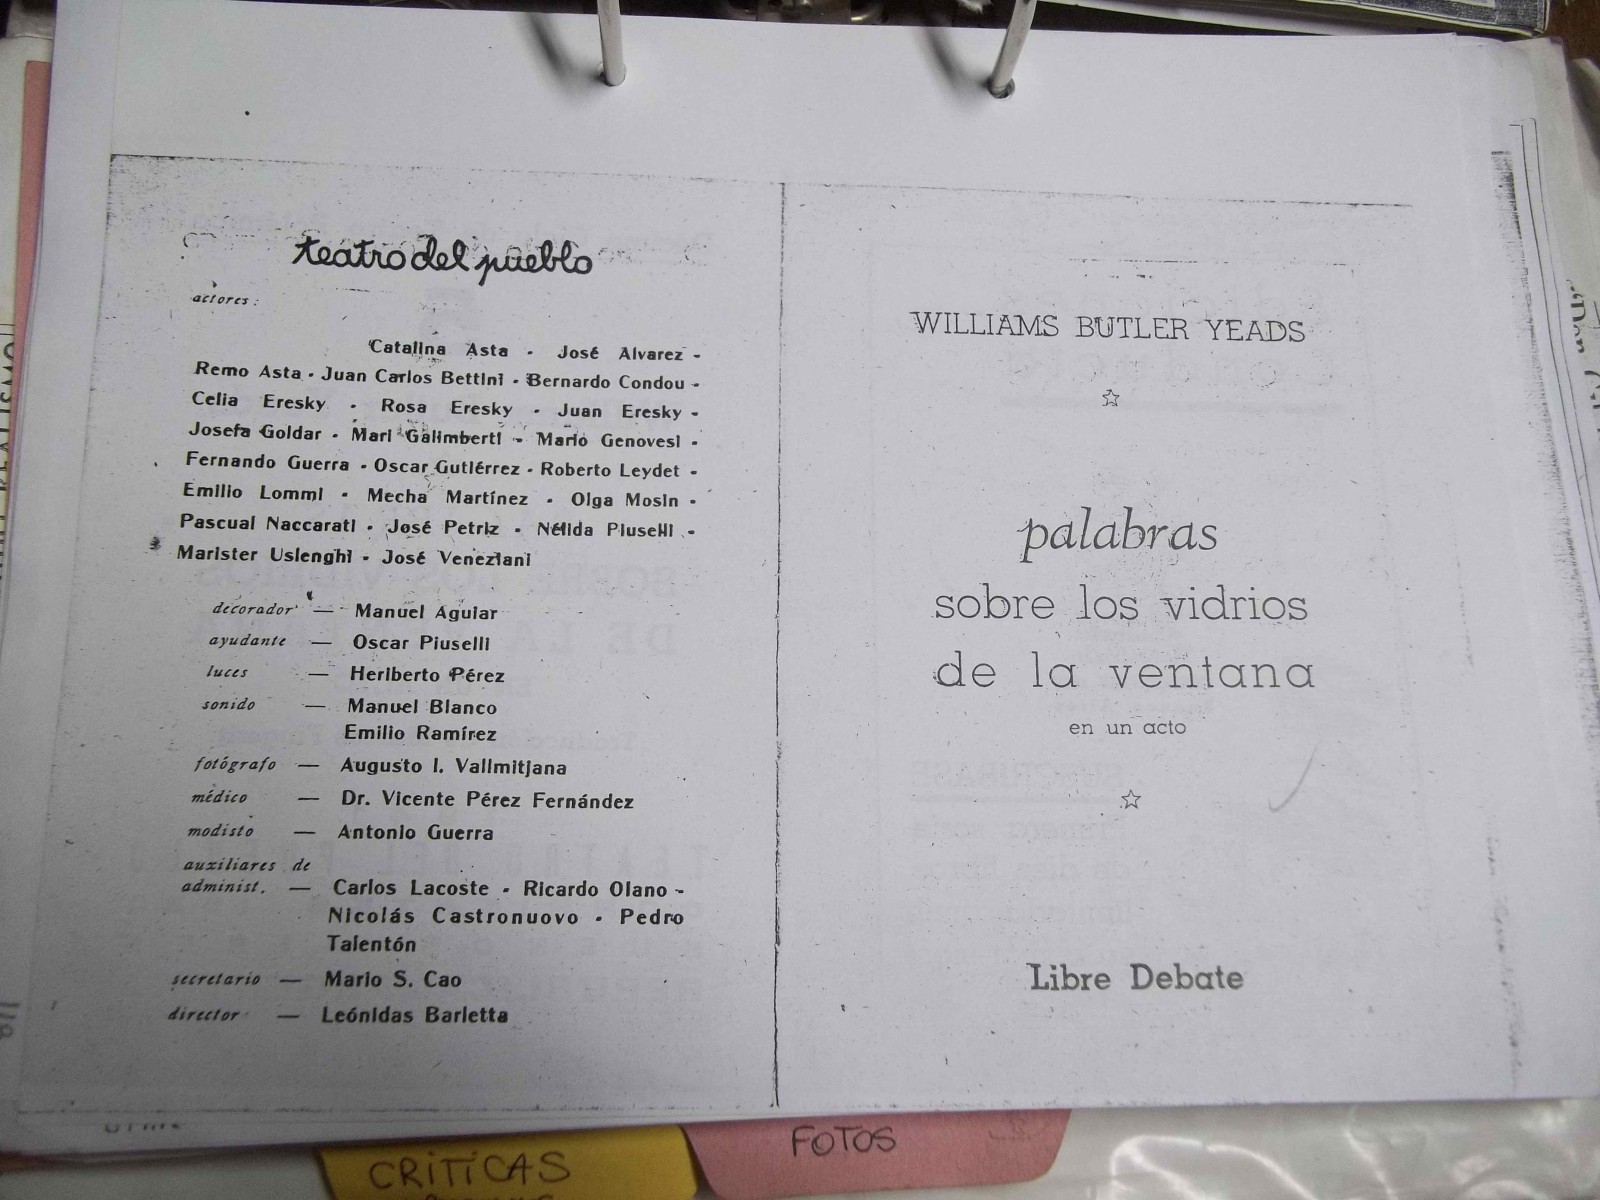 teatro del pueblo
actores:
Catalina Asta - José Alvarez -
Remo Asta - Juan Carlos Bettini - Bernardo Condou -
Celia Eresky - Rosa Eresky - Juan Eresky -
Josefa Goldar - Mari Galimberti - Mario Genovesi -
Fernando Guerra - Oscar Gutiérrez - Roberto Leydet -
Emilio Lommi - Mecha Martínez - Olga Mosin -
Pascual Naccarati - José Petriz - Nélida Piuselli -
Marister Uslenghi - José Veneziani
decorador — Manuel Aguiar
ayudante — Oscar Piuselli
luces — Heriberto Pérez
sonido — Manuel Blanco
Emilio Ramírez
fotógrafo — Augusto I. Vallmitjana
médico — Dr. Vicente Pérez Fernández
modisto — Antonio Guerra
auxiliares de
administ. — Carlos Lacoste - Ricardo Olano -
Nicolás Castronuovo - Pedro
Talentón
secretario — Mario S. Cao
director — Leónidas Barletta
WILLIAMS BUTLER YEADS
palabras
sobre los vidrios
de la ventana
en un acto
Libre Debate
CRÍTICAS
FOTOS